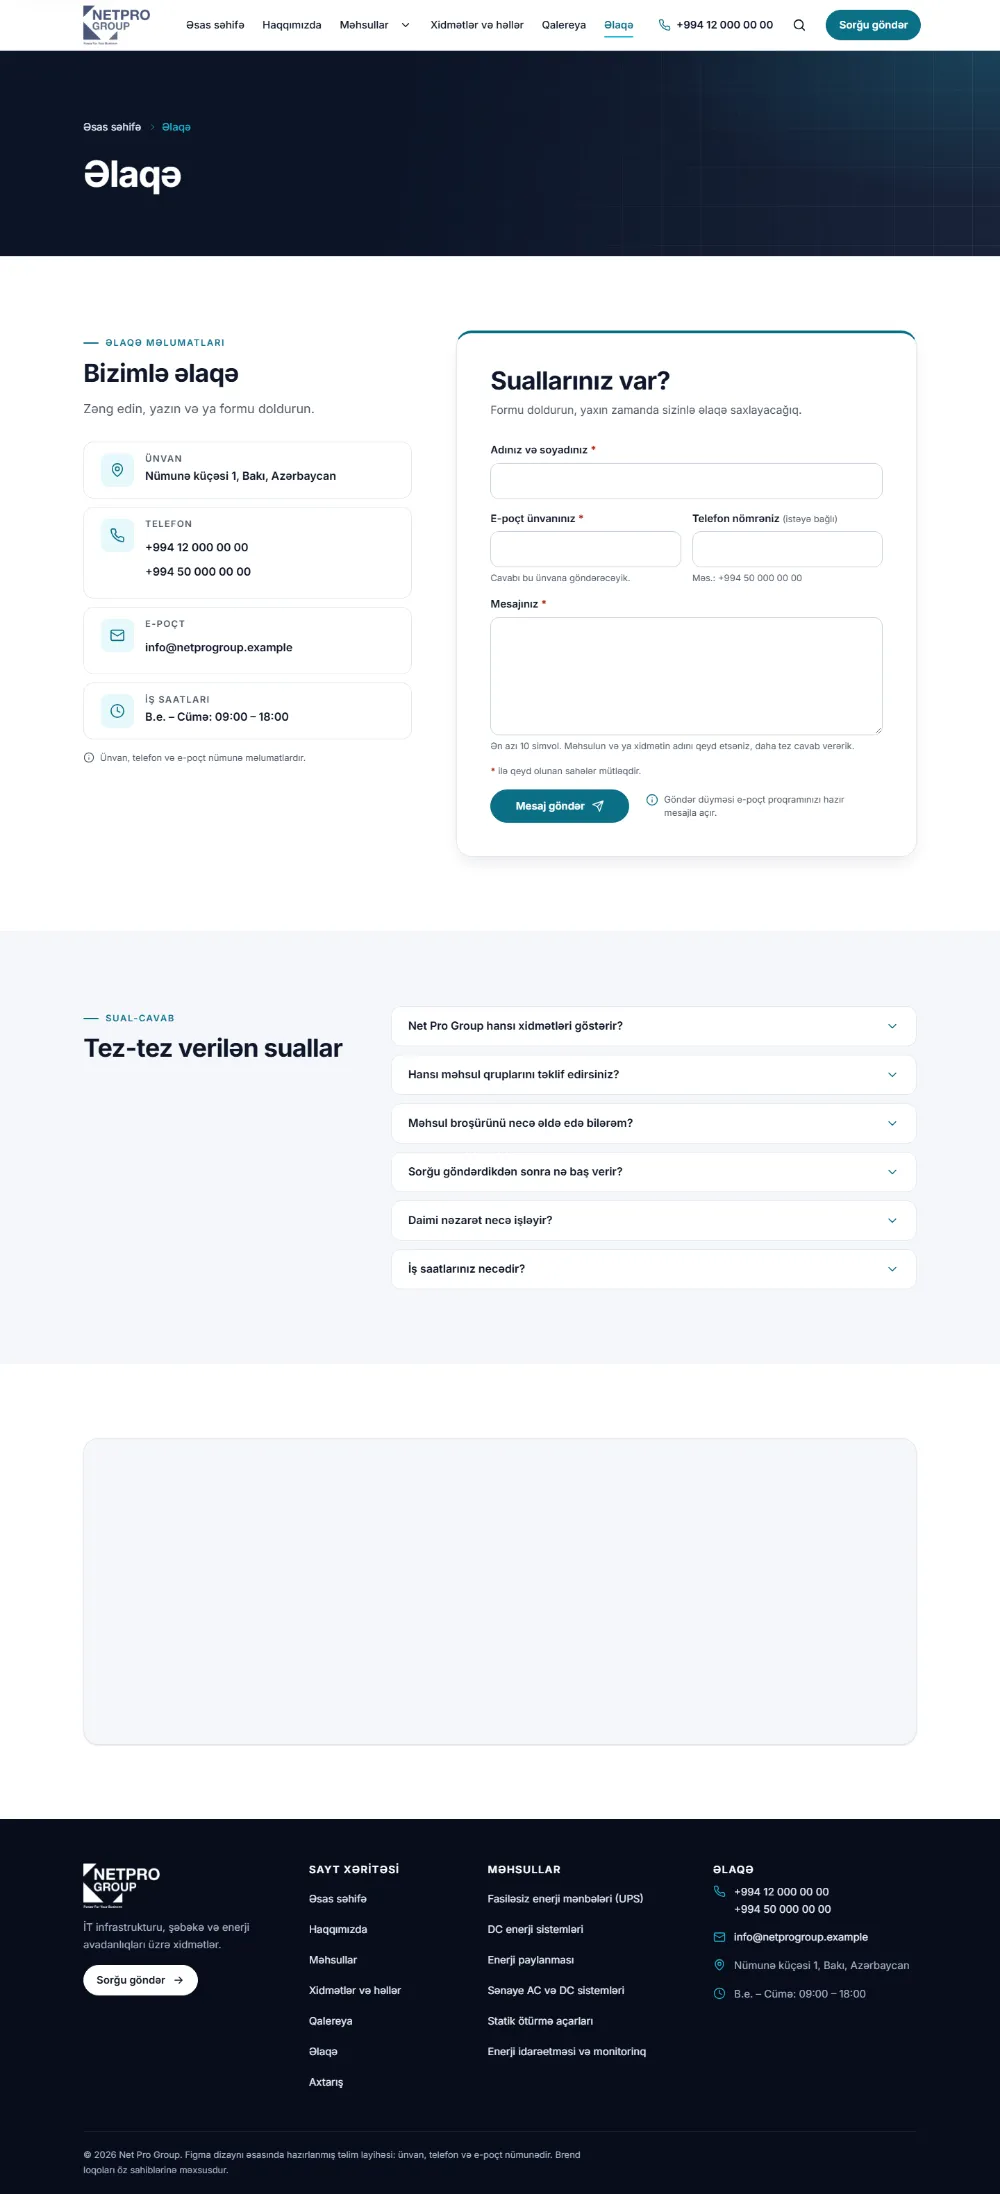 NETPRO
GROUP
Power For Your Business
Əsas səhifə
Haqqımızda
Məhsullar
Xidmətlər və həllər
Qalereya
Əlaqə
+994 12 000 00 00
Sorğu göndər
Əsas səhifə
Əlaqə
Əlaqə
ƏLAQƏ MƏLUMATLARI
Bizimlə əlaqə
Zəng edin, yazın və ya formu doldurun.
ÜNVAN
Nümunə küçəsi 1, Bakı, Azərbaycan
TELEFON
+994 12 000 00 00
+994 50 000 00 00
E-POÇT
info@netprogroup.example
İŞ SAATLARI
B.e. – Cümə: 09:00 – 18:00
Ünvan, telefon və e-poçt nümunə məlumatlardır.
Suallarınız var?
Formu doldurun, yaxın zamanda sizinlə əlaqə saxlayacağıq.
Adınız və soyadınız *
E-poçt ünvanınız *
Telefon nömrəniz (istəyə bağlı)
Cavabı bu ünvana göndərəcəyik.
Məs.: +994 50 000 00 00
Mesajınız *
Ən azı 10 simvol. Məhsulun və ya xidmətin adını qeyd etsəniz, daha tez cavab verərik.
* ilə qeyd olunan sahələr mütləqdir.
Mesaj göndər
Göndər düyməsi e-poçt proqramınızı hazır
mesajla açır.
SUAL-CAVAB
Tez-tez verilən suallar
Net Pro Group hansı xidmətləri göstərir?
Hansı məhsul qruplarını təklif edirsiniz?
Məhsul broşürünü necə əldə edə bilərəm?
Sorğu göndərdikdən sonra nə baş verir?
Daimi nəzarət necə işləyir?
İş saatlarınız necədir?
NETPRO
GROUP
Power For Your Business
İT infrastrukturu, şəbəkə və enerji
avadanlıqları üzrə xidmətlər.
Sorğu göndər
SAYT XƏRİTƏSİ
Əsas səhifə
Haqqımızda
Məhsullar
Xidmətlər və həllər
Qalereya
Əlaqə
Axtarış
MƏHSULLAR
Fasiləsiz enerji mənbələri (UPS)
DC enerji sistemləri
Enerji paylanması
Sənaye AC və DC sistemləri
Statik ötürmə açarları
Enerji idarəetməsi və monitorinq
ƏLAQƏ
+994 12 000 00 00
+994 50 000 00 00
info@netprogroup.example
Nümunə küçəsi 1, Bakı, Azərbaycan
B.e. – Cümə: 09:00 – 18:00
© 2026 Net Pro Group. Figma dizaynı əsasında hazırlanmış təlim layihəsi: ünvan, telefon və e-poçt nümunədir. Brend
loqoları öz sahiblərinə məxsusdur.